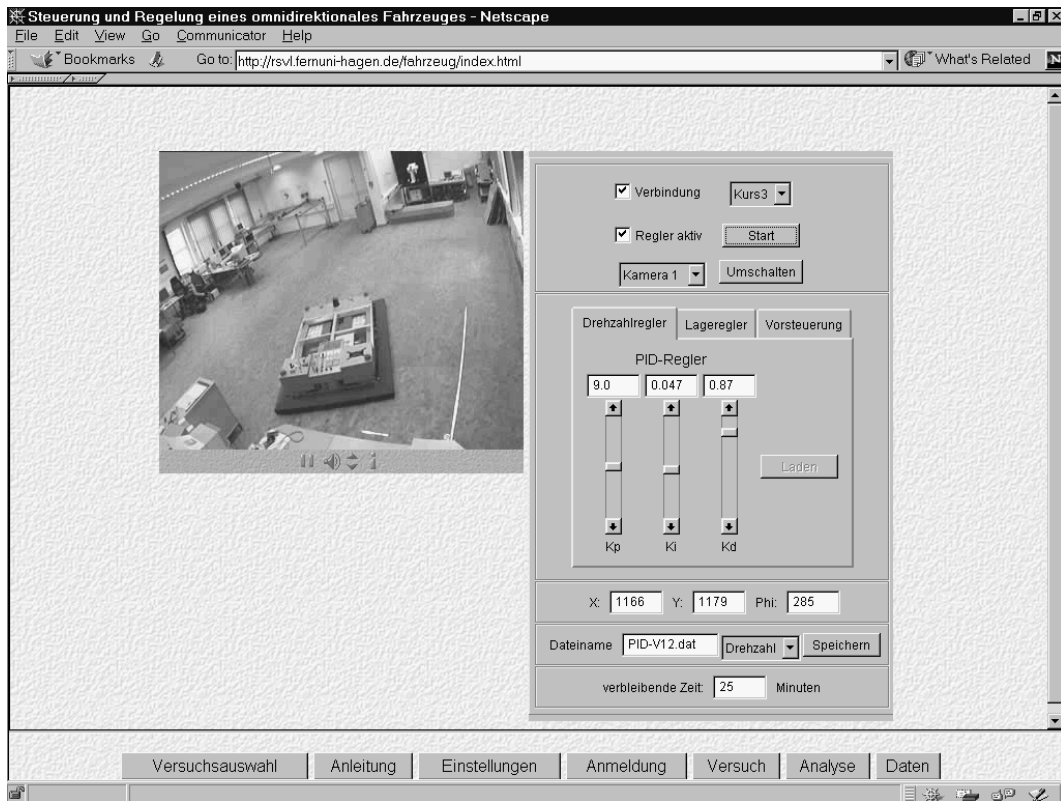 Steuerung und Regelung eines omnidirektionales Fahrzeuges - Netscape
File Edit View Go Communicator Help
Bookmarks Go to: http://rsvl.fernuni-hagen.de/fahrzeug/index.html What's Related N
Verbindung Kurs3
Regler aktiv Start
Kamera 1 Umschalten
Drehzahlregler Lageregler Vorsteuerung
PID-Regler
9.0 0.047 0.87
Laden
Kp Ki Kd
X: 1166 Y: 1179 Phi: 285
Dateiname PID-V12.dat Drehzahl Speichern
verbleibende Zeit: 25 Minuten
Versuchsauswahl Anleitung Einstellungen Anmeldung Versuch Analyse Daten